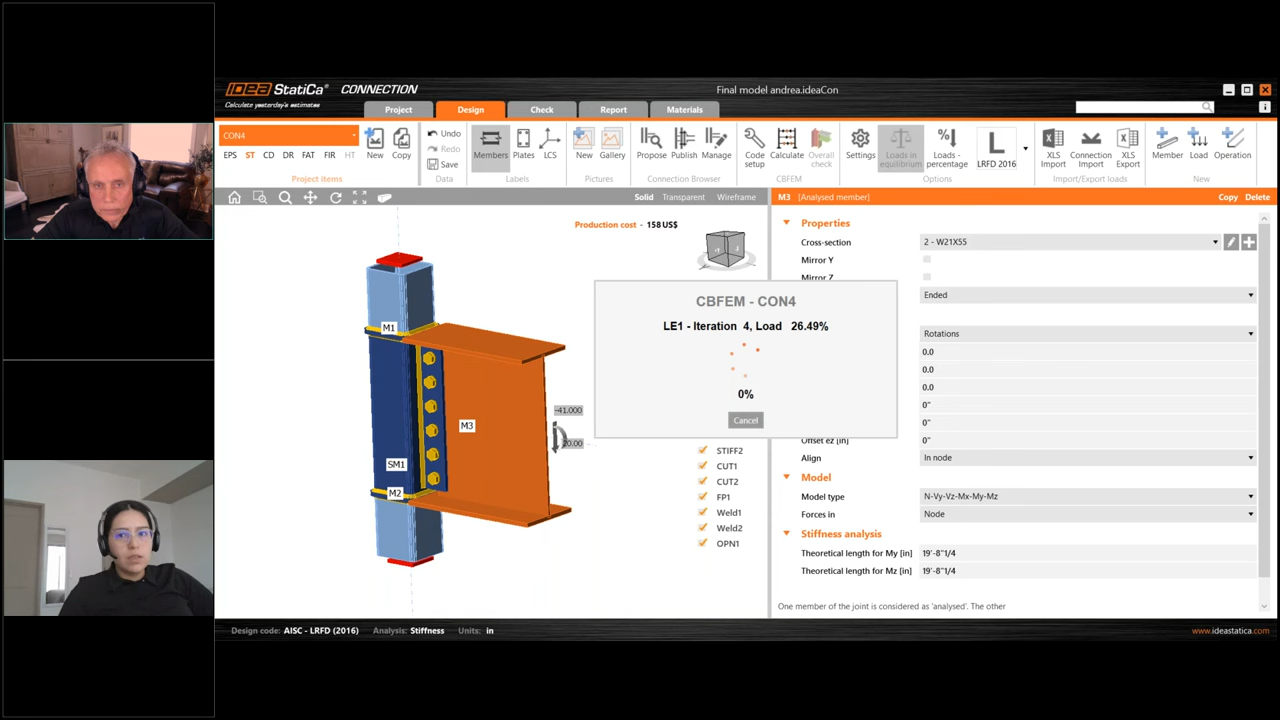 IDEA StatiCa® CONNECTION
Calculate yesterday's estimates
Final model andrea.ideaCon
Project Design Check Report Materials
CON4
EPS ST CD DR FAT FIR HT
Project Items
New Copy
Undo
Redo
Save
Data
Members Plates LCS
Labels
New Gallery
Pictures
Propose Publish Manage
Connection Browser
Code setup Calculate Overall check
CBFEM
Settings Loads in equilibrium Loads - percentage LRFD 2016
Options
XLS Import Connection Import XLS Export
Import/Export loads
Member Load Operation
New
Solid Transparent Wireframe
M3 [Analysed member] Copy Delete
Production cost - 158 US$
Properties
Cross-section 2 - W21X55
Mirror Y
Mirror Z
Ended
Rotations
0.0
0.0
0.0
0"
0"
Offset ez [in] 0"
Align In node
Model
Model type N-Vy-Vz-Mx-My-Mz
Forces in Node
Stiffness analysis
Theoretical length for My [in] 19'-8"1/4
Theoretical length for Mz [in] 19'-8"1/4
One member of the joint is considered as 'analysed'. The other
CBFEM - CON4
LE1 - Iteration 4, Load 26.49%
0%
Cancel
M1
M3
SM1
M2
-41.000
20.00
STIFF2
CUT1
CUT2
FP1
Weld1
Weld2
OPN1
Design code: AISC - LRFD (2016) Analysis: Stiffness Units: in
www.ideastatica.com